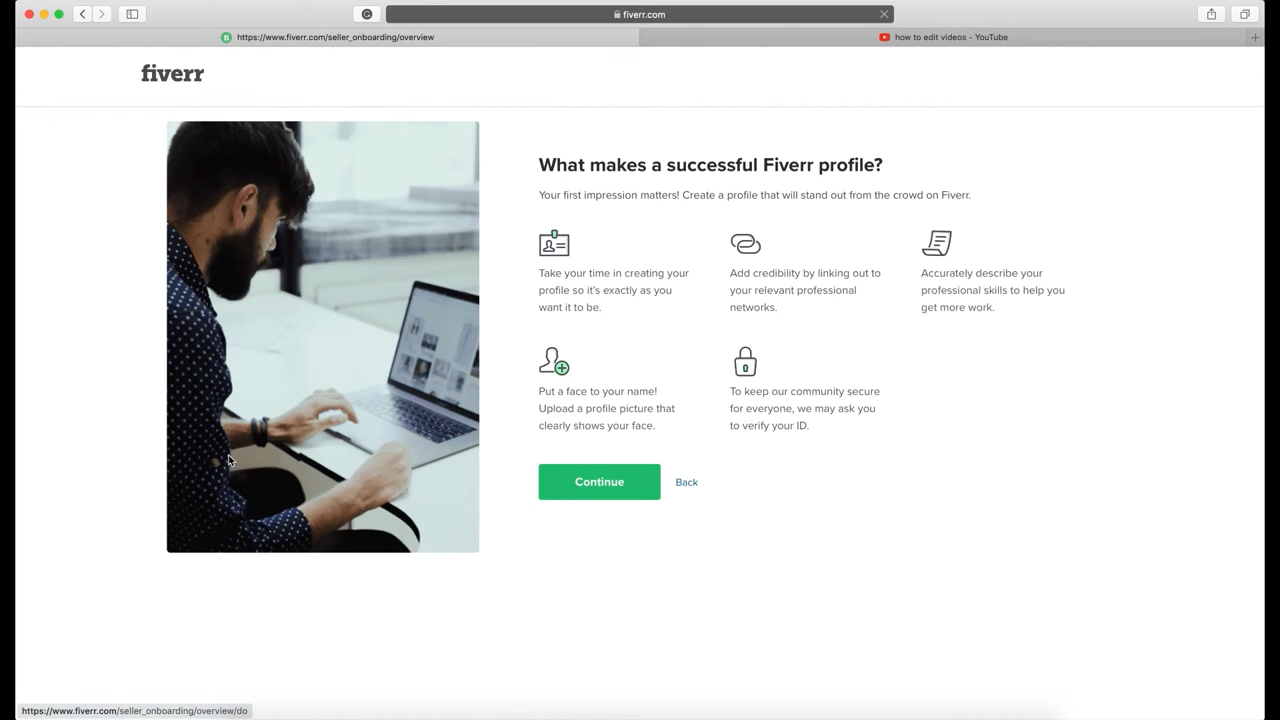 fiverr.com
https://www.fiverr.com/seller_onboarding/overview
how to edit videos - YouTube
fiverr
What makes a successful Fiverr profile?
Your first impression matters! Create a profile that will stand out from the crowd on Fiverr.
Take your time in creating your
profile so it's exactly as you
want it to be.
Add credibility by linking out to
your relevant professional
networks.
Accurately describe your
professional skills to help you
get more work.
Put a face to your name!
Upload a profile picture that
clearly shows your face.
To keep our community secure
for everyone, we may ask you
to verify your ID.
Continue
Back
https://www.fiverr.com/seller_onboarding/overview/do